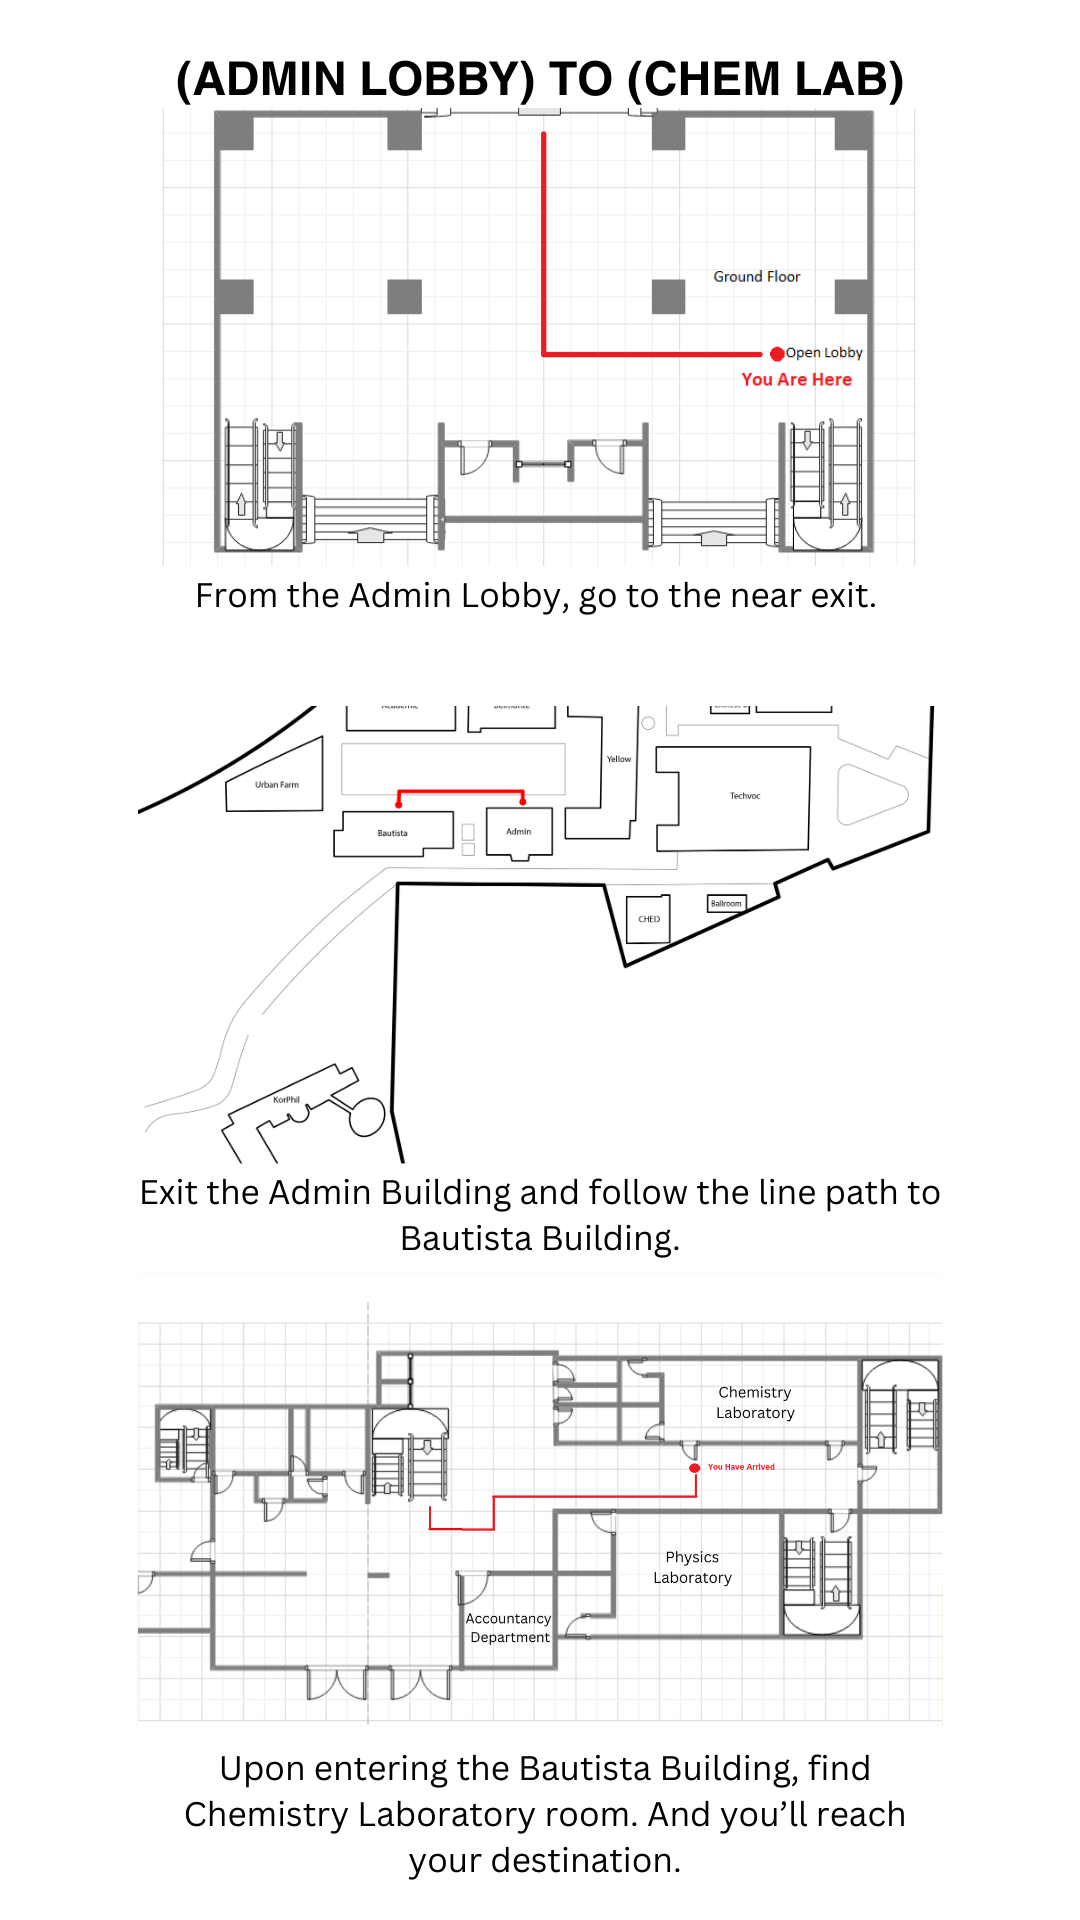 (ADMIN LOBBY) TO (CHEM LAB)
Ground Floor
Open Lobby
You Are Here
From the Admin Lobby, go to the near exit.
Urban Farm
Yellow
Techvoc
Bautista
Admin
CHED
Ballroom
KorPhil
Exit the Admin Building and follow the line path to
Bautista Building.
Chemistry
Laboratory
You Have Arrived
Physics
Laboratory
Accountancy
Department
Upon entering the Bautista Building, find
Chemistry Laboratory room. And you’ll reach
your destination.